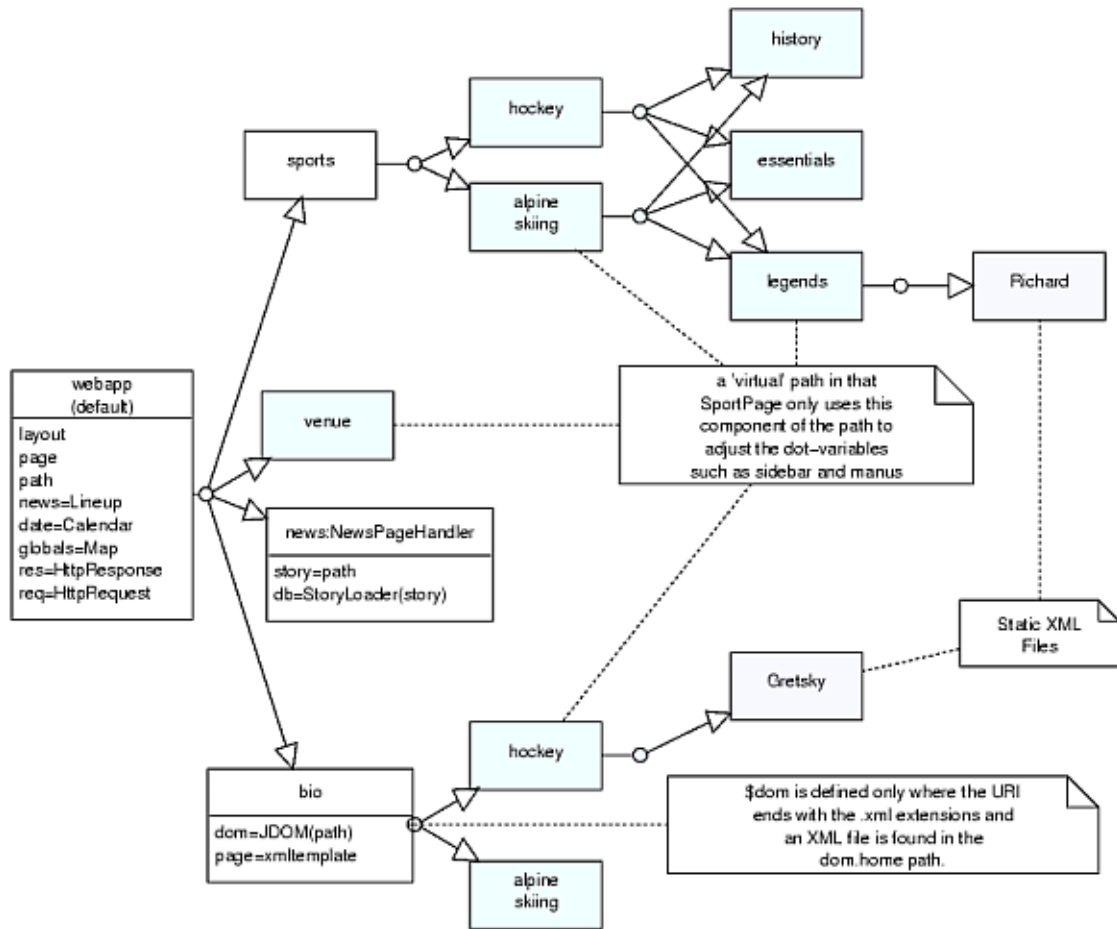 history
hockey
sports
essentials
alpine
skiing
legends
Richard
webapp
(default)
layout
page
path
news=Lineup
date=Calendar
globals=Map
res=HttpResponse
req=HttpRequest
venue
a 'virtual' path in that
SportPage only uses this
component of the path to
adjust the dot-variables
such as sidebar and manus
news:NewsPageHandler
story=path
db=StoryLoader(story)
Static XML
Files
Gretsky
hockey
bio
dom=JDOM(path)
page=xmltemplate
$dom is defined only where the URI
ends with the .xml extensions and
an XML file is found in the
dom.home path.
alpine
skiing